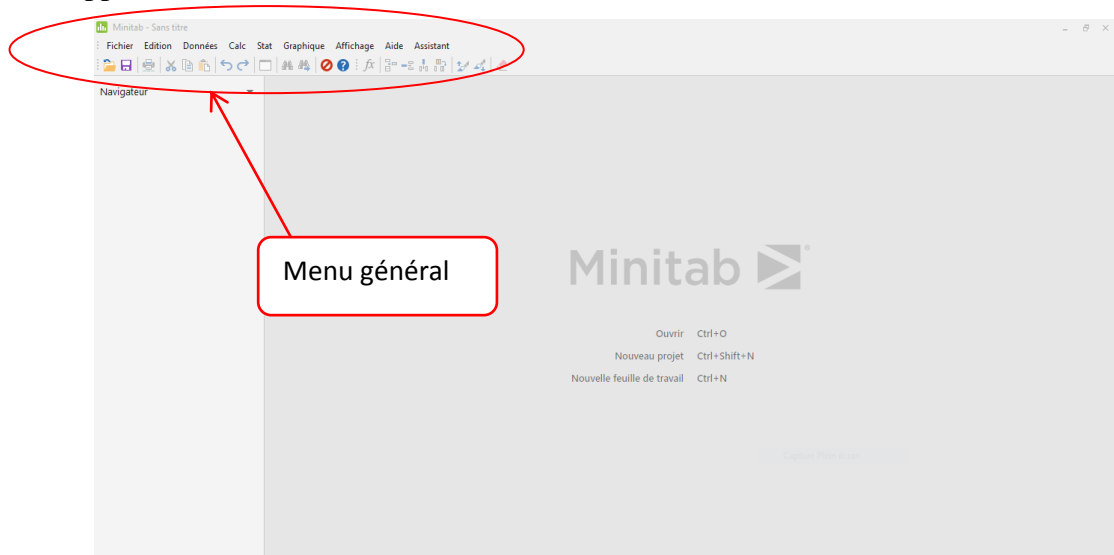 Minitab - Sans titre
Fichier Edition Données Calc Stat Graphique Affichage Aide Assistant
fx
Navigateur
Menu général
Minitab
Ouvrir Ctrl+O
Nouveau projet Ctrl+Shift+N
Nouvelle feuille de travail Ctrl+N